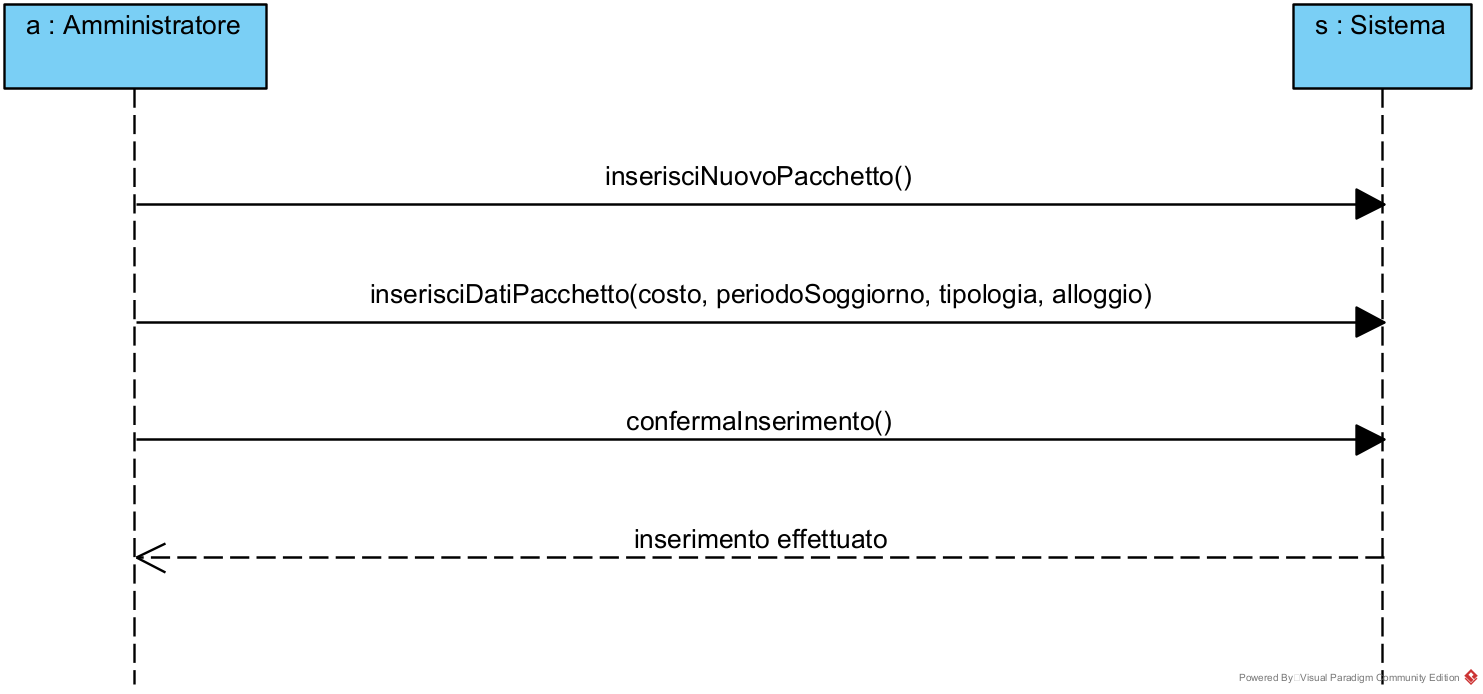 a : Amministratore
s : Sistema
inserisciNuovoPacchetto()
inserisciDatiPacchetto(costo, periodoSoggiorno, tipologia, alloggio)
confermaInserimento()
inserimento effettuato
Powered By Visual Paradigm Community Edition